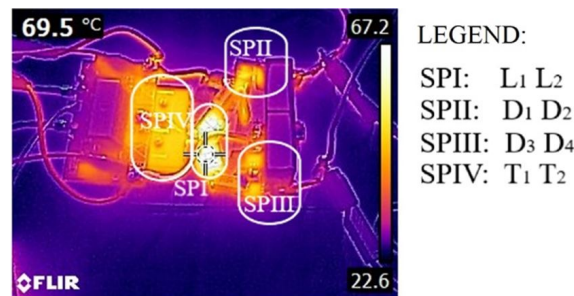 69.5 °C
67.2
SPII
SPIV
SPI
SPIII
22.6
FLIR
LEGEND:
SPI: L1 L2
SPII: D1 D2
SPIII: D3 D4
SPIV: T1 T2